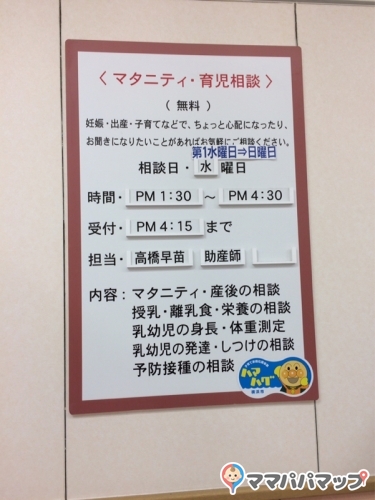 〈 マタニティ・育児相談 〉
( 無料 )
妊娠・出産・子育てなどで、ちょっと心配になったり、
お聞きになりたいことがあればお気軽にご相談ください。
第1水曜日⇒日曜日
相談日・水 曜日
時間・ PM 1:30 ～ PM 4:30
受付・ PM 4:15 まで
担当・ 高橋早苗 助産師
内容：マタニティ・産後の相談
授乳・離乳食・栄養の相談
乳幼児の身長・体重測定
乳幼児の発達・しつけの相談
予防接種の相談
ハマハグ
ママパパマップ